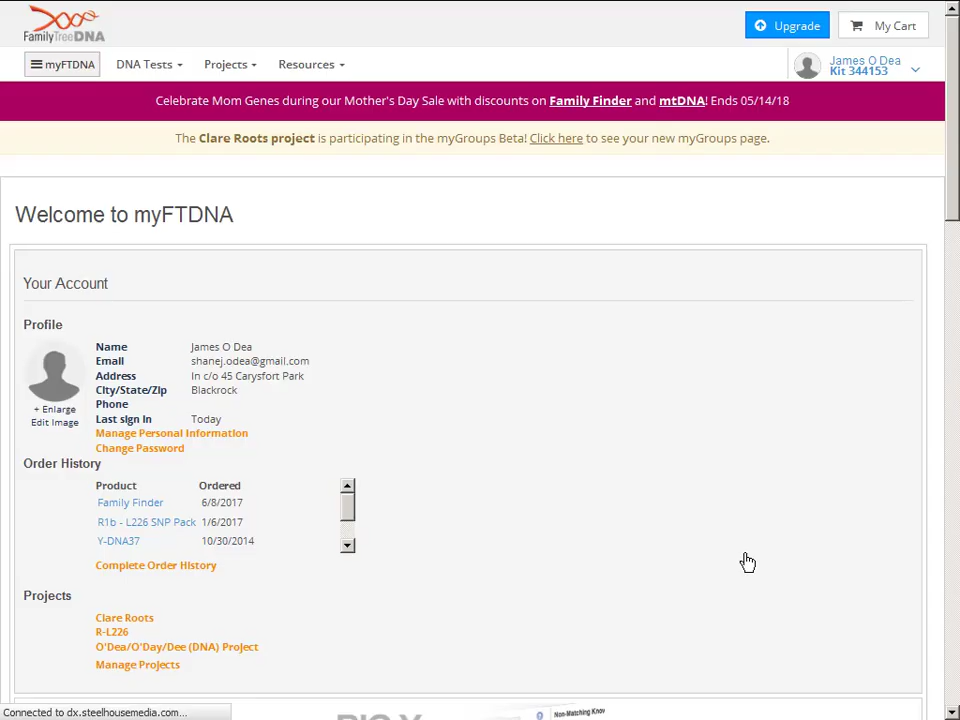 FamilyTreeDNA
Upgrade
My Cart
myFTDNA
DNA Tests
Projects
Resources
James O Dea
Kit 344153
Celebrate Mom Genes during our Mother's Day Sale with discounts on Family Finder and mtDNA! Ends 05/14/18
The Clare Roots project is participating in the myGroups Beta! Click here to see your new myGroups page.
Welcome to myFTDNA
Your Account
Profile
Name James O Dea
Email shanej.odea@gmail.com
Address In c/o 45 Carysfort Park
City/State/Zip Blackrock
Phone
+ Enlarge
Edit Image
Last sign in Today
Manage Personal Information
Change Password
Order History
Product Ordered
Family Finder 6/8/2017
R1b - L226 SNP Pack 1/6/2017
Y-DNA37 10/30/2014
Complete Order History
Projects
Clare Roots
R-L226
O'Dea/O'Day/Dee (DNA) Project
Manage Projects
BIG Y
Non-Matching Knov
Connected to dx.steelhousemedia.com...